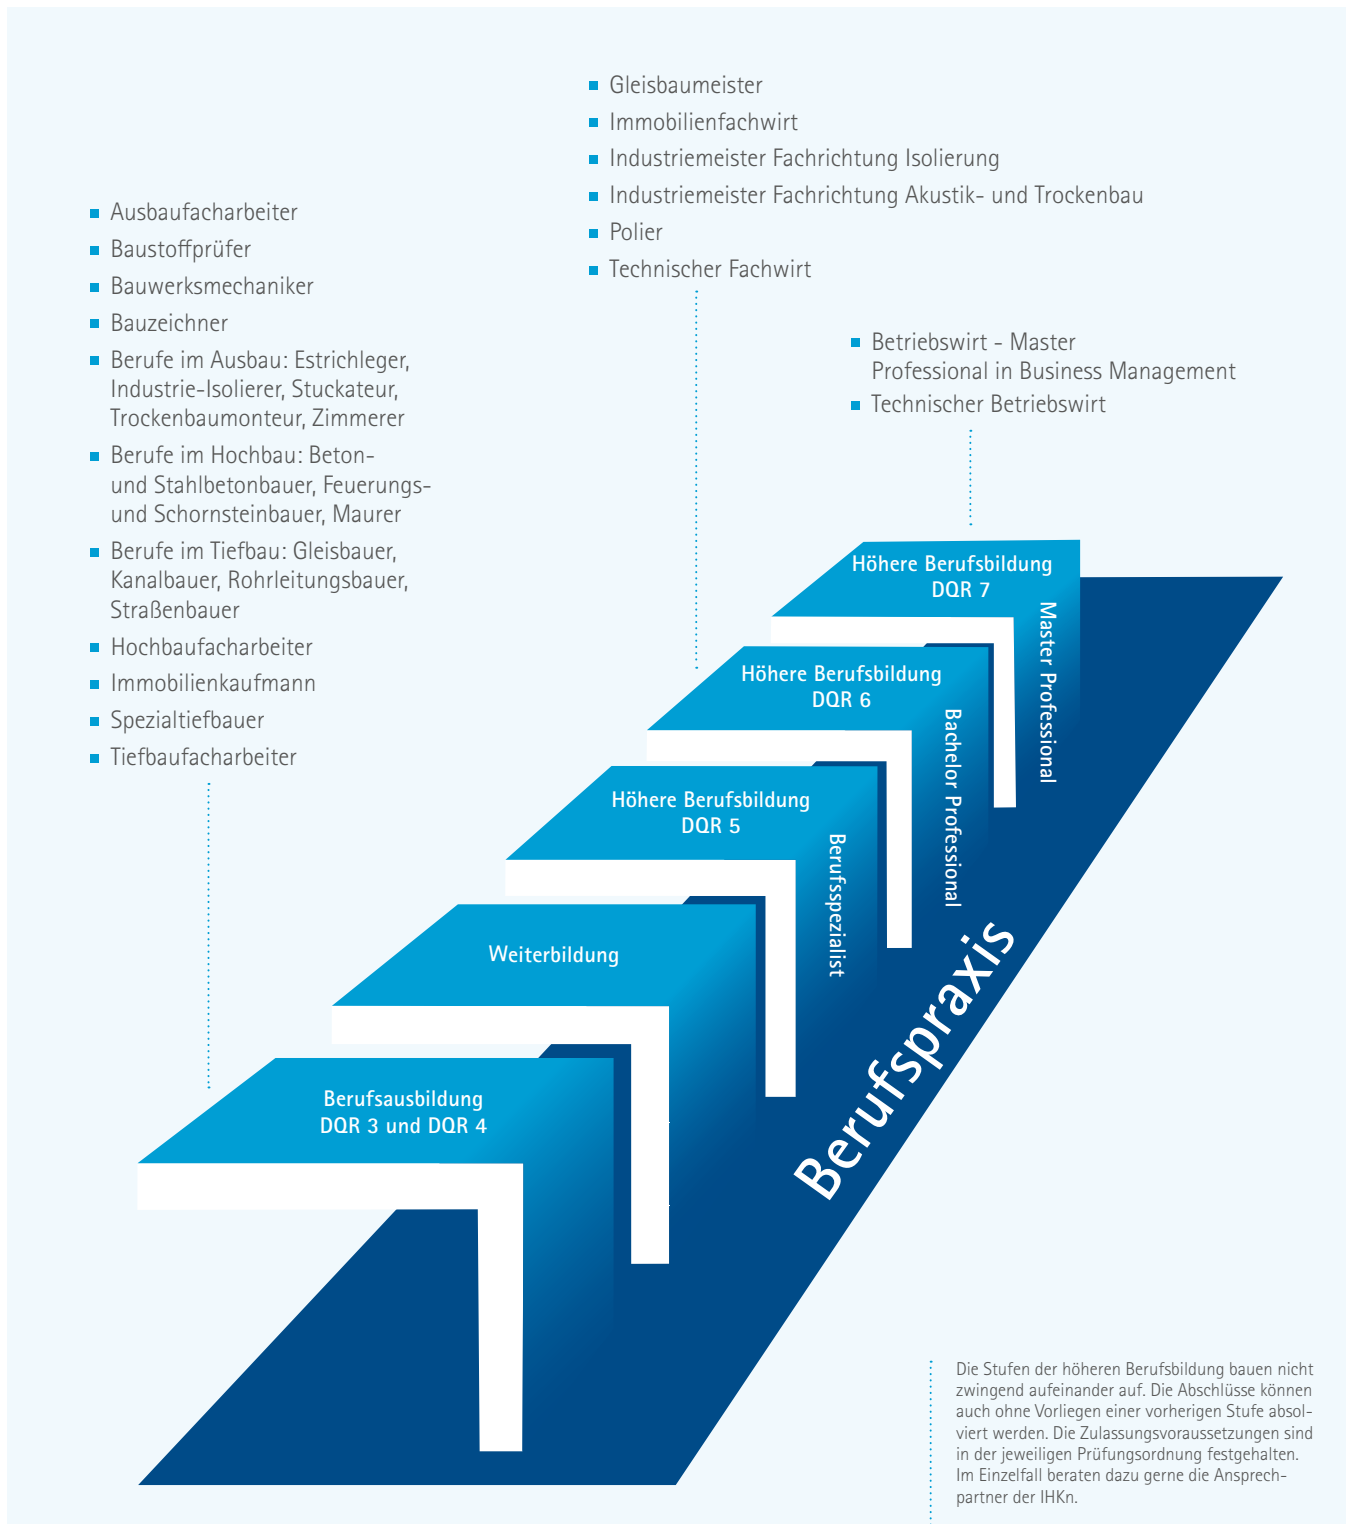 Gleisbaumeister
Immobilienfachwirt
Industriemeister Fachrichtung Isolierung
Industriemeister Fachrichtung Akustik- und Trockenbau
Polier
Technischer Fachwirt
Ausbaufacharbeiter
Baustoffprüfer
Bauwerksmechaniker
Bauzeichner
Berufe im Ausbau: Estrichleger,
Industrie-Isolierer, Stuckateur,
Trockenbaumonteur, Zimmerer
Berufe im Hochbau: Beton-
und Stahlbetonbauer, Feuerungs-
und Schornsteinbauer, Maurer
Berufe im Tiefbau: Gleisbauer,
Kanalbauer, Rohrleitungsbauer,
Straßenbauer
Hochbaufacharbeiter
Immobilienkaufmann
Spezialtiefbauer
Tiefbaufacharbeiter
Betriebswirt - Master
Professional in Business Management
Technischer Betriebswirt
Höhere Berufsbildung
DQR 7
Master Professional
Höhere Berufsbildung
DQR 6
Bachelor Professional
Höhere Berufsbildung
DQR 5
Berufsspezialist
Weiterbildung
Berufsausbildung
DQR 3 und DQR 4
Berufspraxis
Die Stufen der höheren Berufsbildung bauen nicht
zwingend aufeinander auf. Die Abschlüsse können
auch ohne Vorliegen einer vorherigen Stufe absol-
viert werden. Die Zulassungsvoraussetzungen sind
in der jeweiligen Prüfungsordnung festgehalten.
Im Einzelfall beraten dazu gerne die Ansprech-
partner der IHKn.